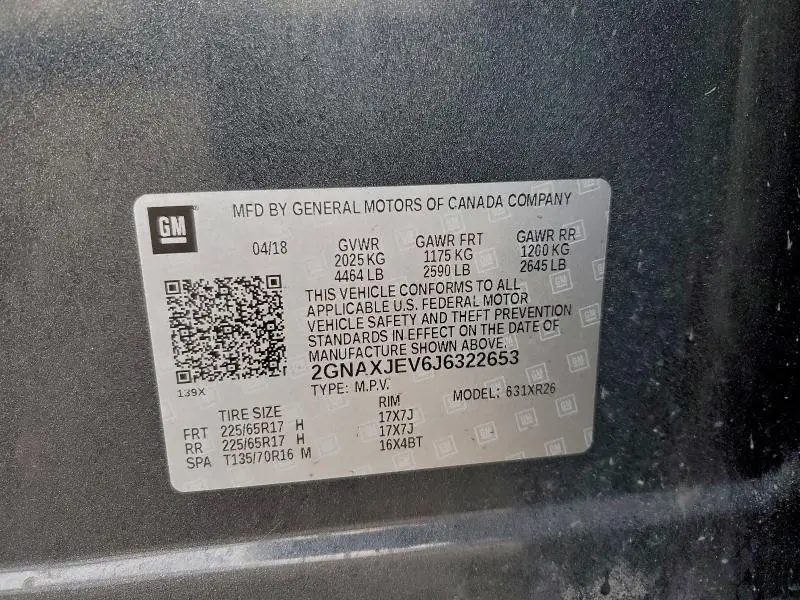 GM
MFD BY GENERAL MOTORS OF CANADA COMPANY
04/18 GVWR GAWR FRT GAWR RR
2025 KG 1175 KG 1200 KG
4464 LB 2590 LB 2645 LB
THIS VEHICLE CONFORMS TO ALL
APPLICABLE U.S. FEDERAL MOTOR
VEHICLE SAFETY AND THEFT PREVENTION
STANDARDS IN EFFECT ON THE DATE OF
MANUFACTURE SHOWN ABOVE.
2GNAXJEV6J6322653
139X
TYPE: M.P.V. MODEL: 631XR26
TIRE SIZE RIM
FRT 225/65R17 H 17X7J
RR 225/65R17 H 17X7J
SPA T135/70R16 M 16X4BT